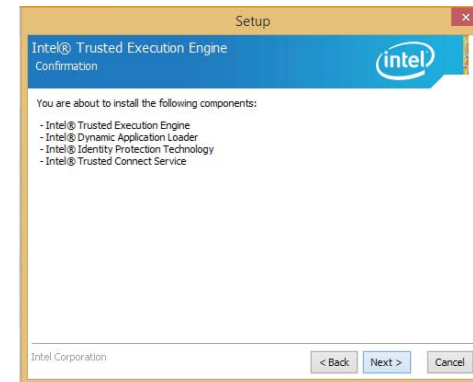 Setup
Intel® Trusted Execution Engine
Confirmation
intel
You are about to install the following components:
- Intel® Trusted Execution Engine
- Intel® Dynamic Application Loader
- Intel® Identity Protection Technology
- Intel® Trusted Connect Service
Intel Corporation
< Back Next > Cancel